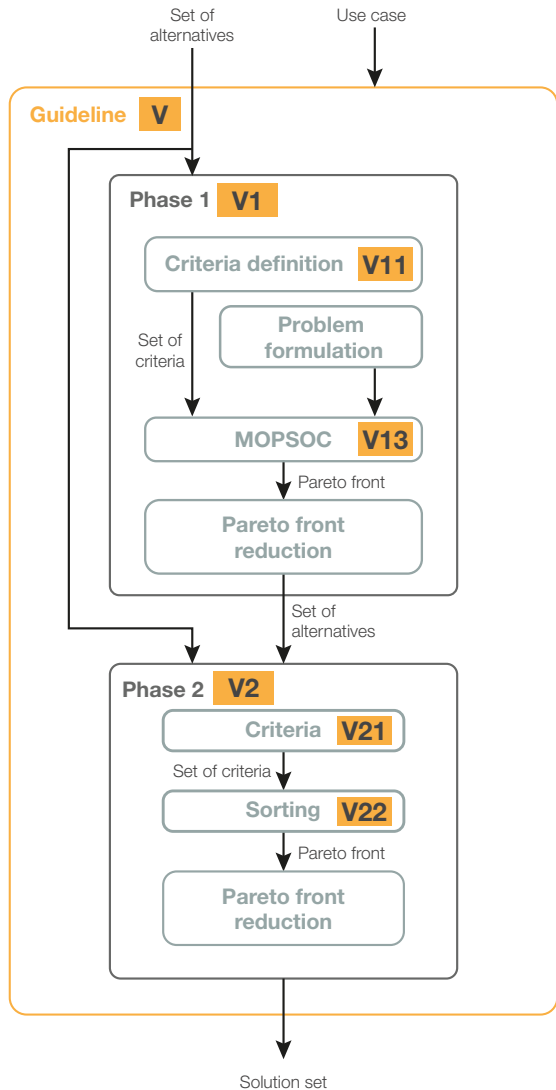 Set of
alternatives
Use case
Guideline V
Phase 1 V1
Criteria definition V11
Set of
criteria
Problem
formulation
MOPSOC V13
Pareto front
Pareto front
reduction
Set of
alternatives
Phase 2 V2
Criteria V21
Set of criteria
Sorting V22
Pareto front
Pareto front
reduction
Solution set